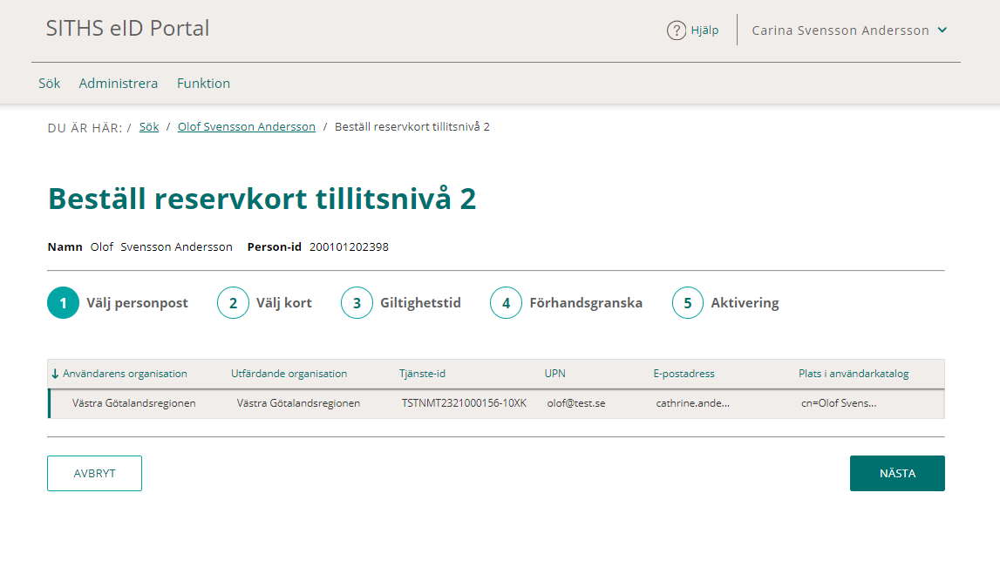 SITHS eID Portal
? Hjälp
Carina Svensson Andersson
Sök Administrera Funktion
DU ÄR HÄR: / Sök / Olof Svensson Andersson / Beställ reservkort tillitsnivå 2
Beställ reservkort tillitsnivå 2
Namn Olof Svensson Andersson Person-id 200101202398
1 Välj personpost 2 Välj kort 3 Giltighetstid 4 Förhandsgranska 5 Aktivering
Användarens organisation Utfärdande organisation Tjänste-id UPN E-postadress Plats i användarkatalog
Västra Götalandsregionen Västra Götalandsregionen TSTNMT2321000156-10XK olof@test.se cathrine.ande... cn=Olof Svens...
AVBRYT NÄSTA